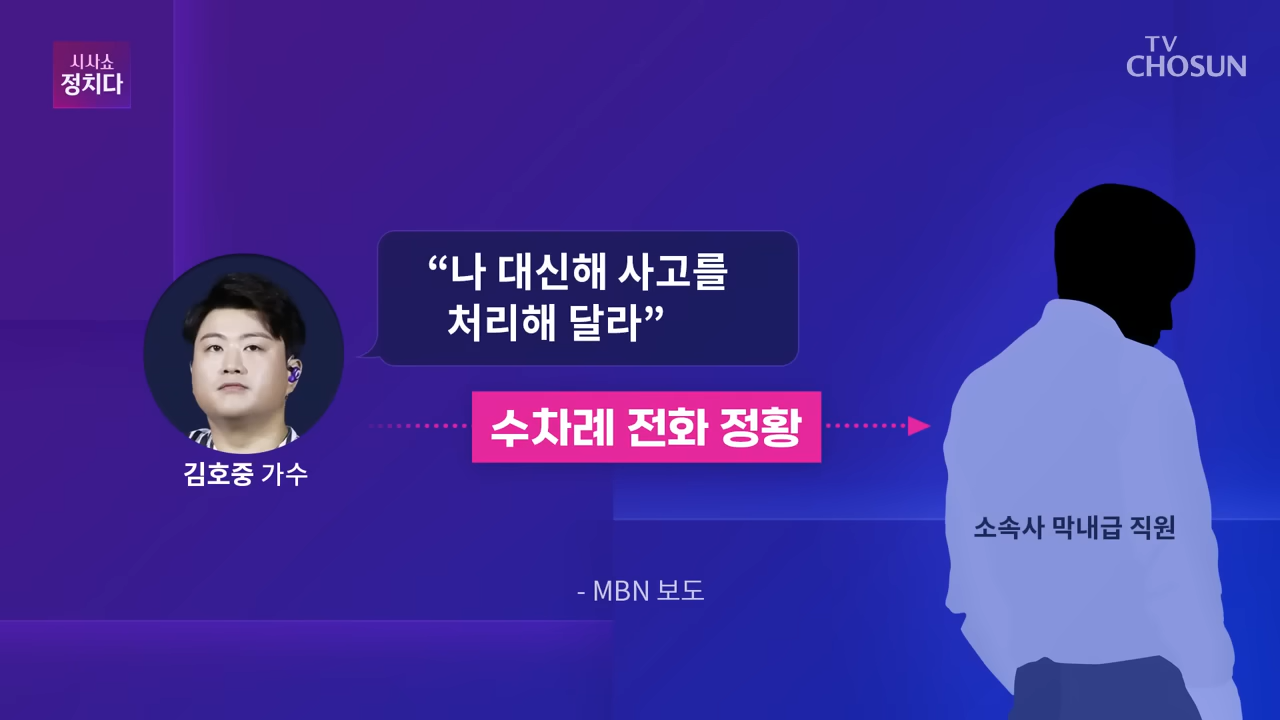 시사쇼
정치다
TV
CHOSUN
“나 대신해 사고를
처리해 달라”
수차례 전화 정황
김호중 가수
소속사 막내급 직원
- MBN 보도